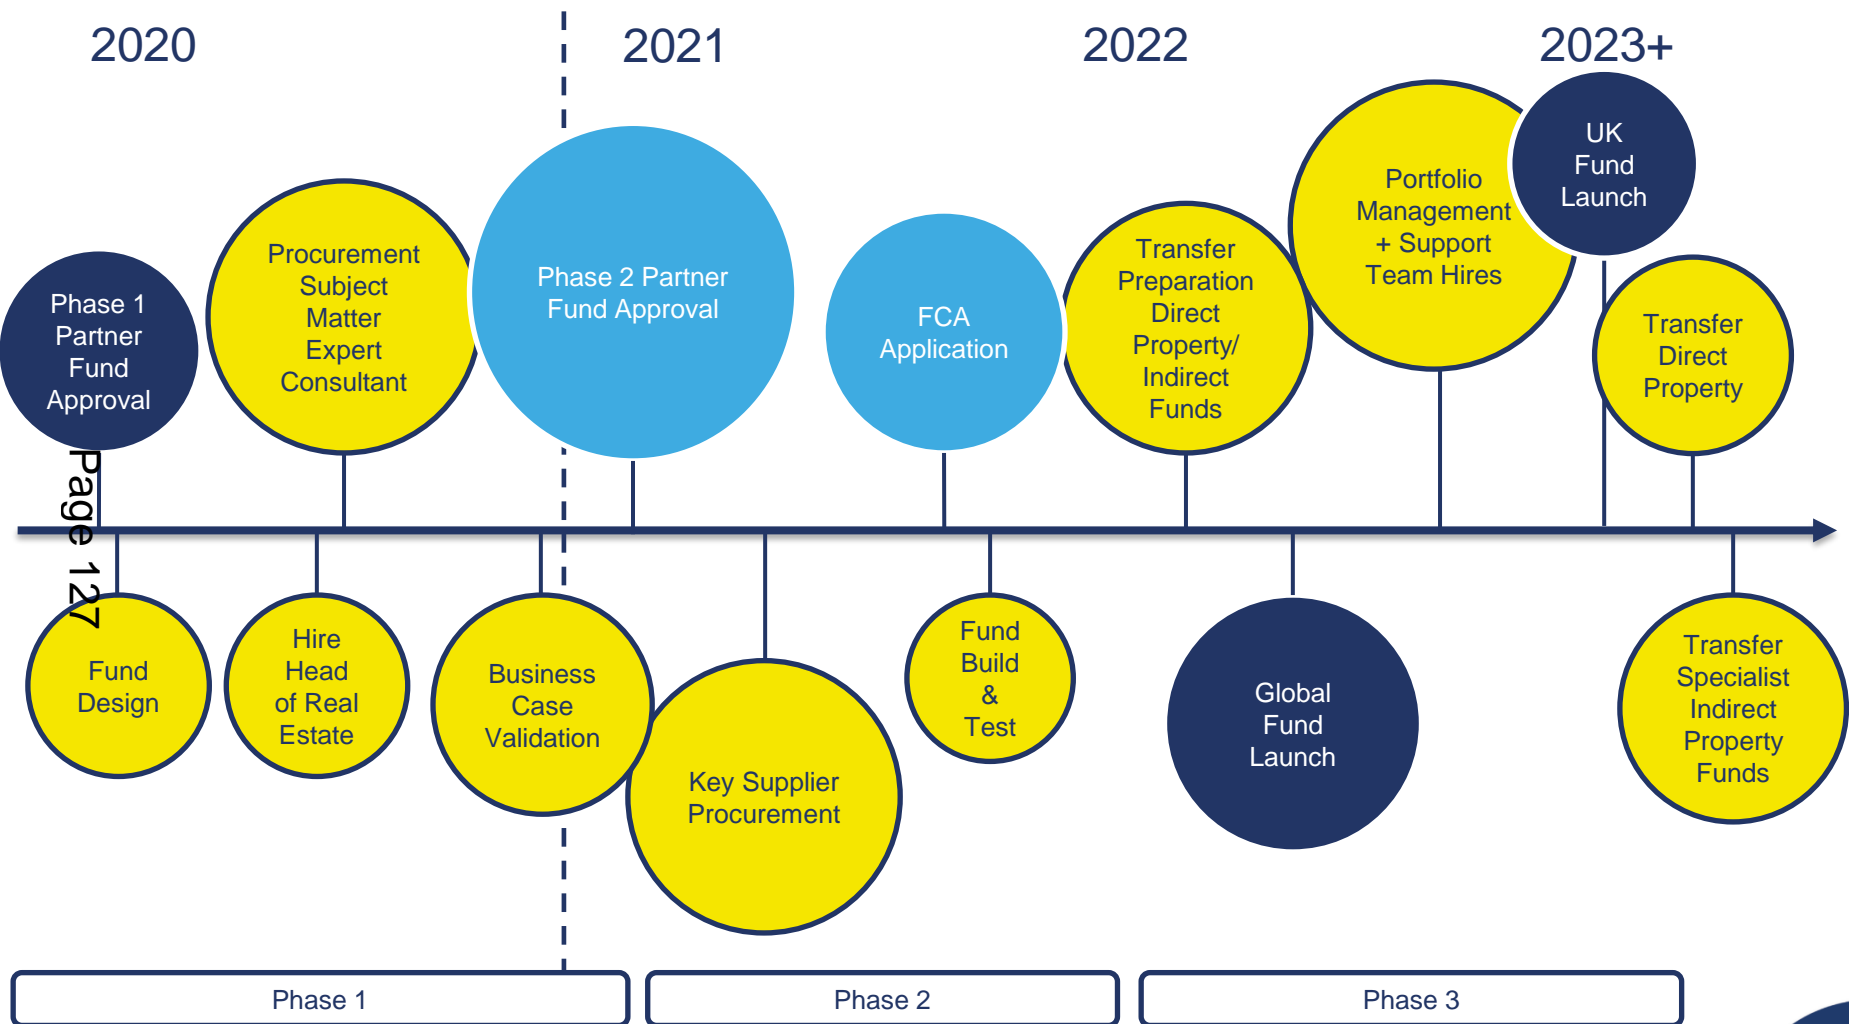 2020
2021
2022
2023+
Phase 1
Partner
Fund
Approval
Procurement
Subject
Matter
Expert
Consultant
Phase 2 Partner
Fund Approval
FCA
Application
Transfer
Preparation
Direct
Property/
Indirect
Funds
Portfolio
Management
+ Support
Team Hires
UK
Fund
Launch
Transfer
Direct
Property
Page 127
Fund
Design
Hire
Head
of Real
Estate
Business
Case
Validation
Key Supplier
Procurement
Fund
Build
&
Test
Global
Fund
Launch
Transfer
Specialist
Indirect
Property
Funds
Phase 1
Phase 2
Phase 3